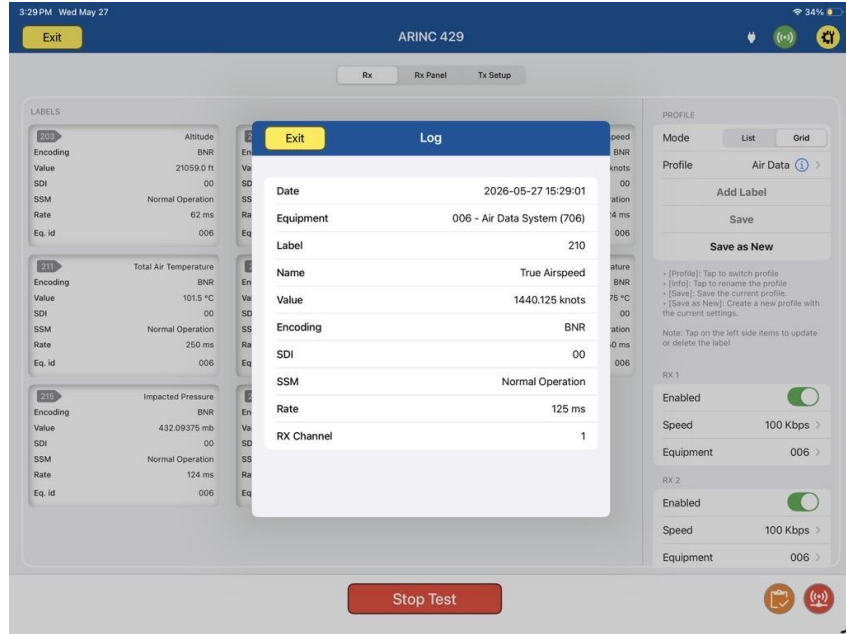 3:29 PM Wed May 27
34%
Exit
ARINC 429
Rx
Rx Panel
Tx Setup
LABELS
203
Altitude
Encoding
BNR
Value
21059.0 ft
SDI
00
SSM
Normal Operation
Rate
62 ms
Eq. id
006
211
Total Air Temperature
Encoding
BNR
Value
101.5 °C
SDI
00
SSM
Normal Operation
Rate
250 ms
Eq. id
006
215
Impacted Pressure
Encoding
BNR
Value
432.09375 mb
SDI
00
SSM
Normal Operation
Rate
124 ms
Eq. id
006
Exit
Log
Date
2026-05-27 15:29:01
Equipment
006 - Air Data System (706)
Label
210
Name
True Airspeed
Value
1440.125 knots
Encoding
BNR
SDI
00
SSM
Normal Operation
Rate
125 ms
RX Channel
1
BNR
00
006
BNR
00
006
PROFILE
Mode
List
Grid
Profile
Air Data
Add Label
Save
Save as New
• [Profile]: Tap to switch profile
• [Info]: Tap to rename the profile
• [Save]: Save the current profile.
• [Save as New]: Create a new profile with
the current settings.
Note: Tap on the left side items to update
or delete the label
RX 1
Enabled
Speed
100 Kbps
Equipment
006
RX 2
Enabled
Speed
100 Kbps
Equipment
006
Stop Test